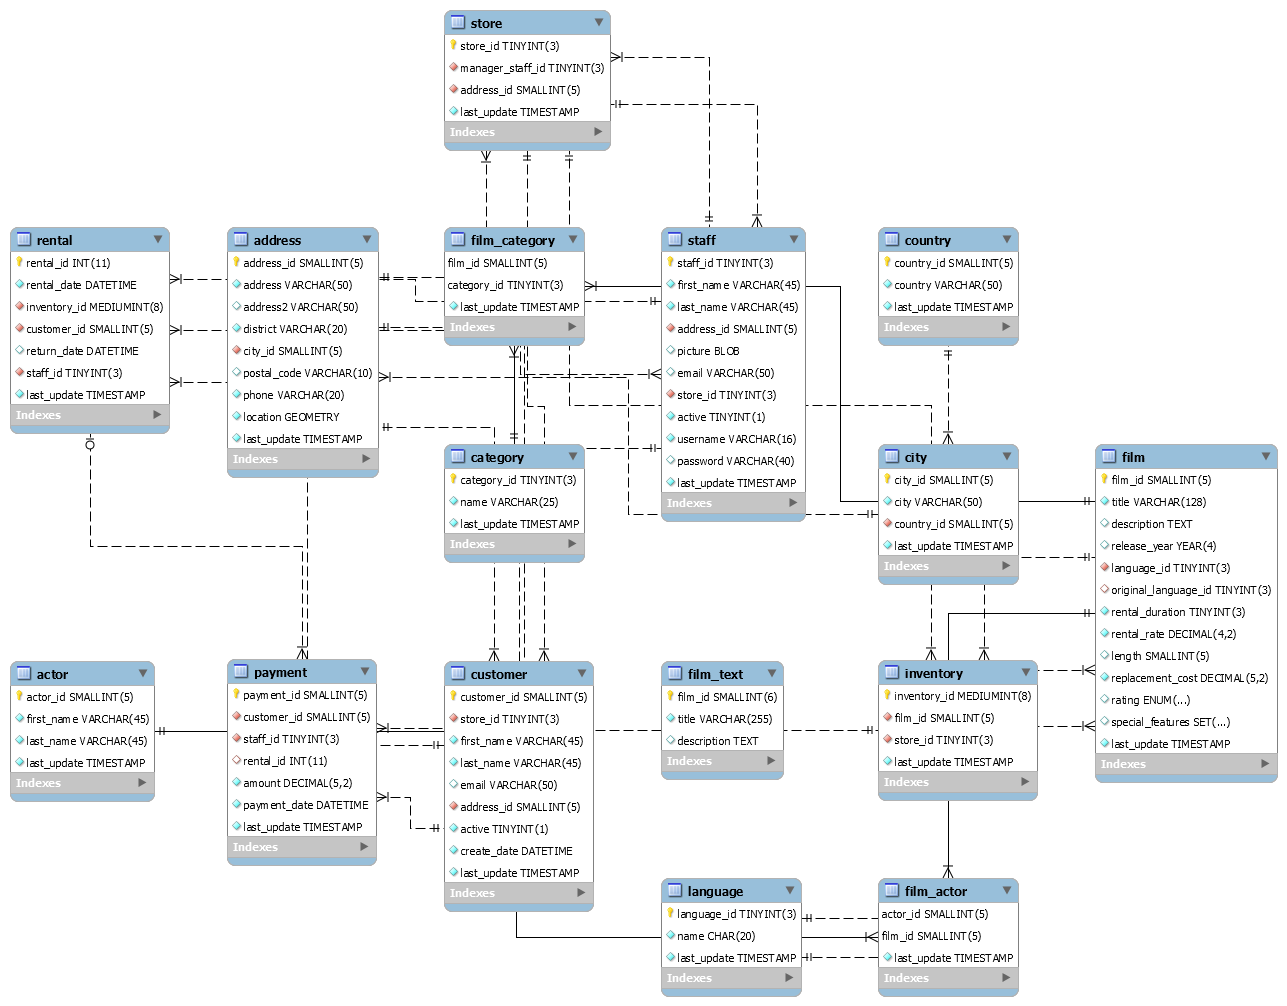 store
store_id TINYINT(3)
manager_staff_id TINYINT(3)
address_id SMALLINT(5)
last_update TIMESTAMP
Indexes
rental
rental_id INT(11)
rental_date DATETIME
inventory_id MEDIUMINT(8)
customer_id SMALLINT(5)
return_date DATETIME
staff_id TINYINT(3)
last_update TIMESTAMP
Indexes
address
address_id SMALLINT(5)
address VARCHAR(50)
address2 VARCHAR(50)
district VARCHAR(20)
city_id SMALLINT(5)
postal_code VARCHAR(10)
phone VARCHAR(20)
location GEOMETRY
last_update TIMESTAMP
Indexes
film_category
film_id SMALLINT(5)
category_id TINYINT(3)
last_update TIMESTAMP
Indexes
staff
staff_id TINYINT(3)
first_name VARCHAR(45)
last_name VARCHAR(45)
address_id SMALLINT(5)
picture BLOB
email VARCHAR(50)
store_id TINYINT(3)
active TINYINT(1)
username VARCHAR(16)
password VARCHAR(40)
last_update TIMESTAMP
Indexes
country
country_id SMALLINT(5)
country VARCHAR(50)
last_update TIMESTAMP
Indexes
category
category_id TINYINT(3)
name VARCHAR(25)
last_update TIMESTAMP
Indexes
city
city_id SMALLINT(5)
city VARCHAR(50)
country_id SMALLINT(5)
last_update TIMESTAMP
Indexes
film
film_id SMALLINT(5)
title VARCHAR(128)
description TEXT
release_year YEAR(4)
language_id TINYINT(3)
original_language_id TINYINT(3)
rental_duration TINYINT(3)
rental_rate DECIMAL(4,2)
length SMALLINT(5)
replacement_cost DECIMAL(5,2)
rating ENUM(...)
special_features SET(...)
last_update TIMESTAMP
Indexes
actor
actor_id SMALLINT(5)
first_name VARCHAR(45)
last_name VARCHAR(45)
last_update TIMESTAMP
Indexes
payment
payment_id SMALLINT(5)
customer_id SMALLINT(5)
staff_id TINYINT(3)
rental_id INT(11)
amount DECIMAL(5,2)
payment_date DATETIME
last_update TIMESTAMP
Indexes
customer
customer_id SMALLINT(5)
store_id TINYINT(3)
first_name VARCHAR(45)
last_name VARCHAR(45)
email VARCHAR(50)
address_id SMALLINT(5)
active TINYINT(1)
create_date DATETIME
last_update TIMESTAMP
Indexes
film_text
film_id SMALLINT(6)
title VARCHAR(255)
description TEXT
Indexes
inventory
inventory_id MEDIUMINT(8)
film_id SMALLINT(5)
store_id TINYINT(3)
last_update TIMESTAMP
Indexes
language
language_id TINYINT(3)
name CHAR(20)
last_update TIMESTAMP
Indexes
film_actor
actor_id SMALLINT(5)
film_id SMALLINT(5)
last_update TIMESTAMP
Indexes